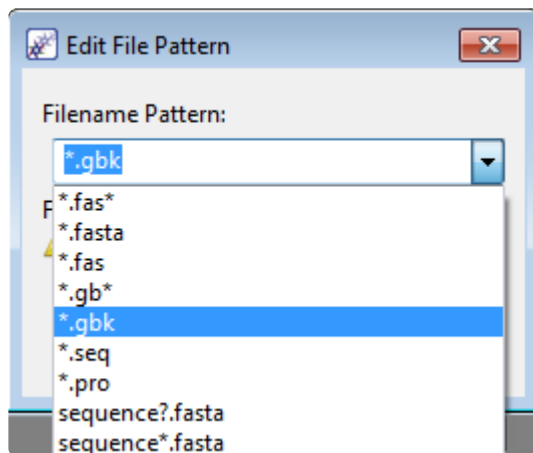 Edit File Pattern
Filename Pattern:
*.gbk
F
*.fas*
*.fasta
*.fas
*.gb*
*.gbk
*.seq
*.pro
sequence?.fasta
sequence*.fasta